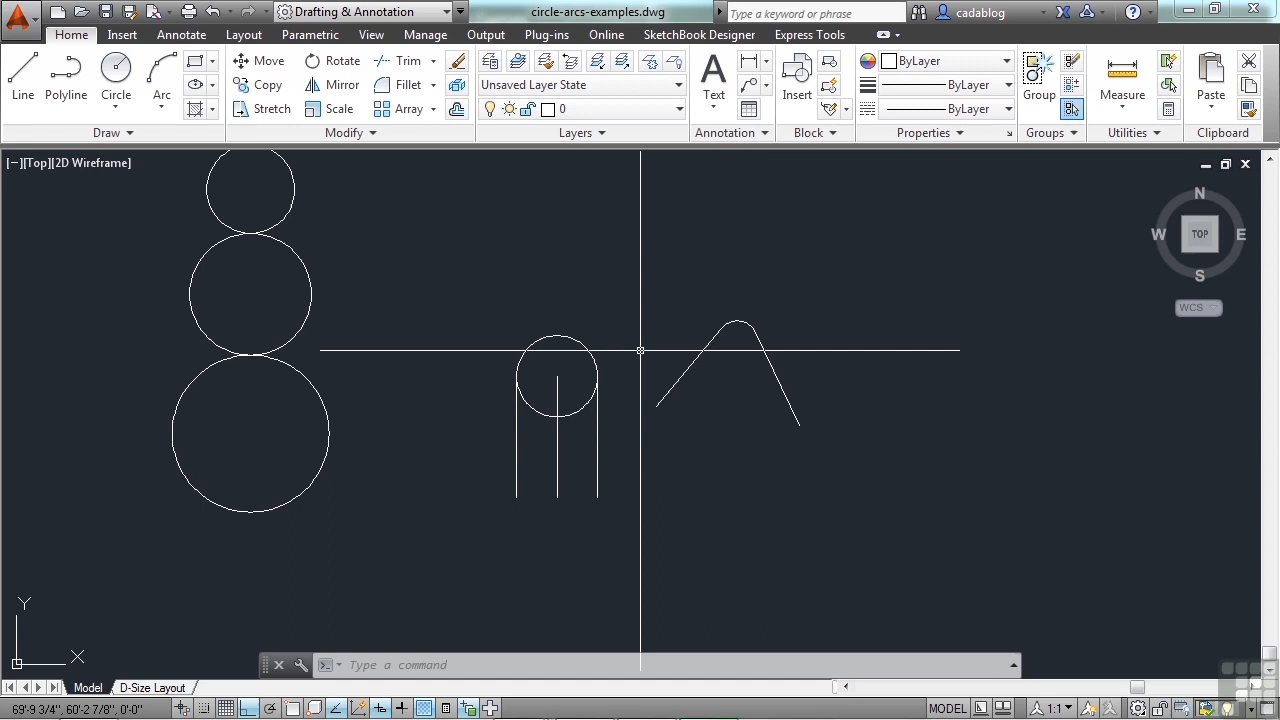 Drafting & Annotation
circle-arcs-examples.dwg
Type a keyword or phrase
cadablog
Home Insert Annotate Layout Parametric View Manage Output Plug-ins Online SketchBook Designer Express Tools
Move Rotate Trim
ByLayer
Copy Mirror
Unsaved Layer State
ByLayer
Line Polyline Circle Arc
Text
Insert
Group
Measure
Paste
Stretch Scale Array
0
ByLayer
Draw Modify Layers Annotation Block Properties Groups Utilities Clipboard
[−][Top][2D Wireframe]
N
W TOP E
S
WCS
Y
X
Type a command
Model D-Size Layout
69'-9 3/4", 60'-2 7/8", 0'-0"
MODEL
1:1